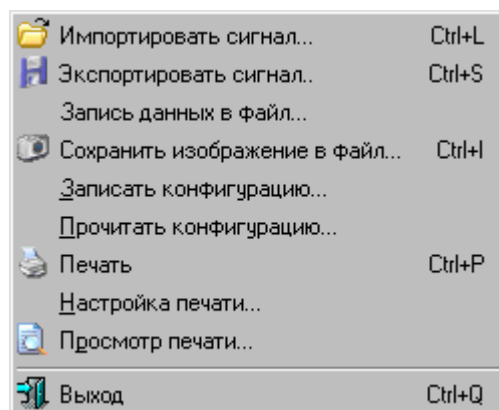 Импортировать сигнал... Ctrl+L
Экспортировать сигнал.. Ctrl+S
Запись данных в файл...
Сохранить изображение в файл... Ctrl+I
Записать конфигурацию...
Прочитать конфигурацию...
Печать Ctrl+P
Настройка печати...
Просмотр печати...
Выход Ctrl+Q